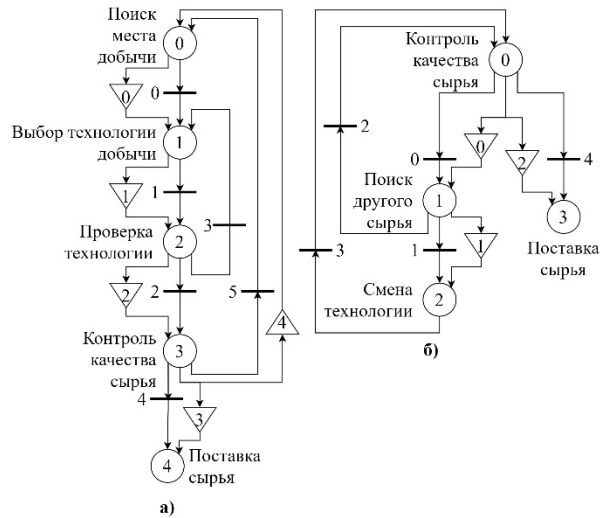 Поиск
места
добычи
0
0
0
Выбор технологии
добычи
1
1
1
Проверка
технологии
2
3
2
2
5
4
Контроль
качества
сырья
3
4
3
4
Поставка
сырья
а)
Контроль
качества
сырья
0
2
0
0
2
4
Поиск
другого
сырья
1
3
Поставка
сырья
1
1
3
Смена
технологии
2
б)